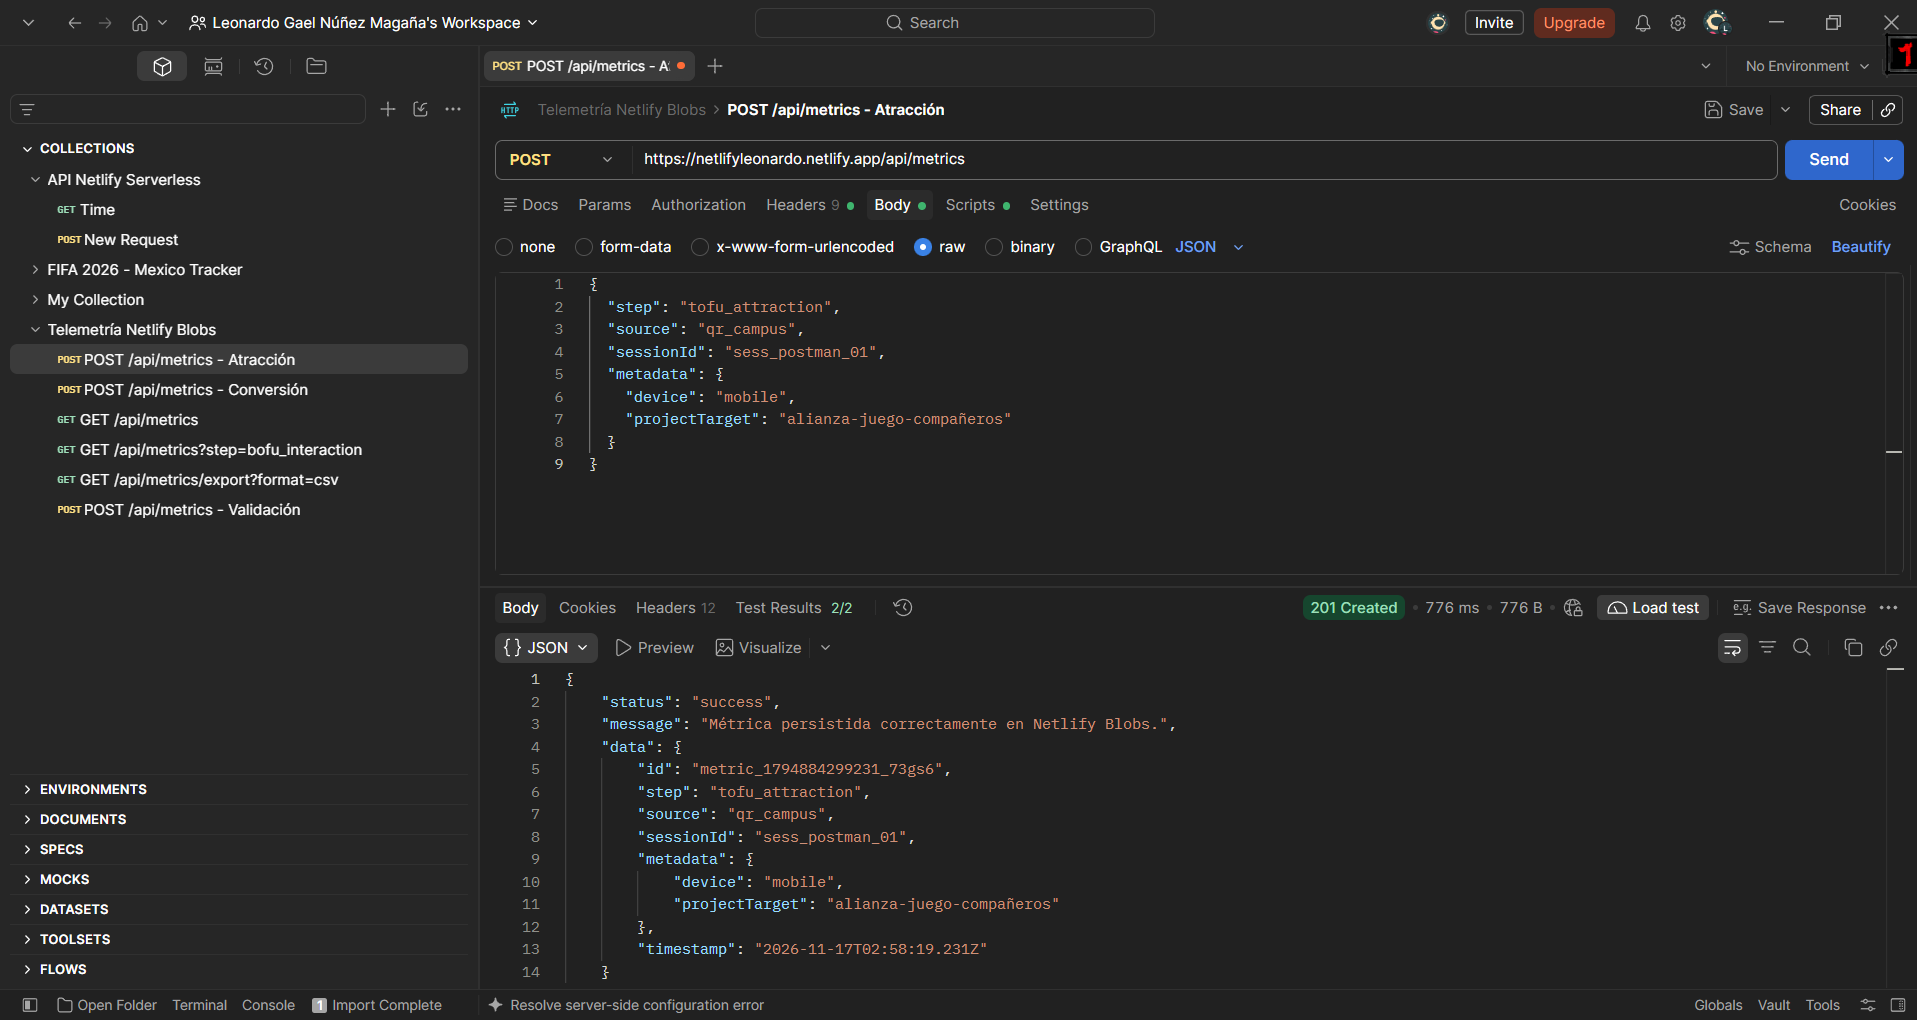 Leonardo Gael Núñez Magaña's Workspace
Search
Invite
Upgrade
L
POST POST /api/metrics - A
No Environment
Telemetría Netlify Blobs > POST /api/metrics - Atracción
Save
Share
COLLECTIONS
API Netlify Serverless
GET Time
POST New Request
FIFA 2026 - Mexico Tracker
My Collection
Telemetría Netlify Blobs
POST POST /api/metrics - Atracción
POST POST /api/metrics - Conversión
GET GET /api/metrics
GET GET /api/metrics?step=bofu_interaction
GET GET /api/metrics/export?format=csv
POST POST /api/metrics - Validación
ENVIRONMENTS
DOCUMENTS
SPECS
MOCKS
DATASETS
TOOLSETS
FLOWS
HTTP
POST https://netlifyleonardo.netlify.app/api/metrics
Send
Docs Params Authorization Headers 9 Body Scripts Settings
Cookies
none form-data x-www-form-urlencoded raw binary GraphQL JSON
Schema Beautify
1 {
2 "step": "tofu_attraction",
3 "source": "qr_campus",
4 "sessionId": "sess_postman_01",
5 "metadata": {
6 "device": "mobile",
7 "projectTarget": "alianza-juego-compañeros"
8 }
9 }
Body Cookies Headers 12 Test Results 2/2
201 Created • 776 ms • 776 B
Load test
e.g. Save Response
{} JSON Preview Visualize
1 {
2 "status": "success",
3 "message": "Métrica persistida correctamente en Netlify Blobs.",
4 "data": {
5 "id": "metric_1794884299231_73gs6",
6 "step": "tofu_attraction",
7 "source": "qr_campus",
8 "sessionId": "sess_postman_01",
9 "metadata": {
10 "device": "mobile",
11 "projectTarget": "alianza-juego-compañeros"
12 },
13 "timestamp": "2026-11-17T02:58:19.231Z"
14 }
Open Folder Terminal Console 1 Import Complete
Resolve server-side configuration error
Globals Vault Tools